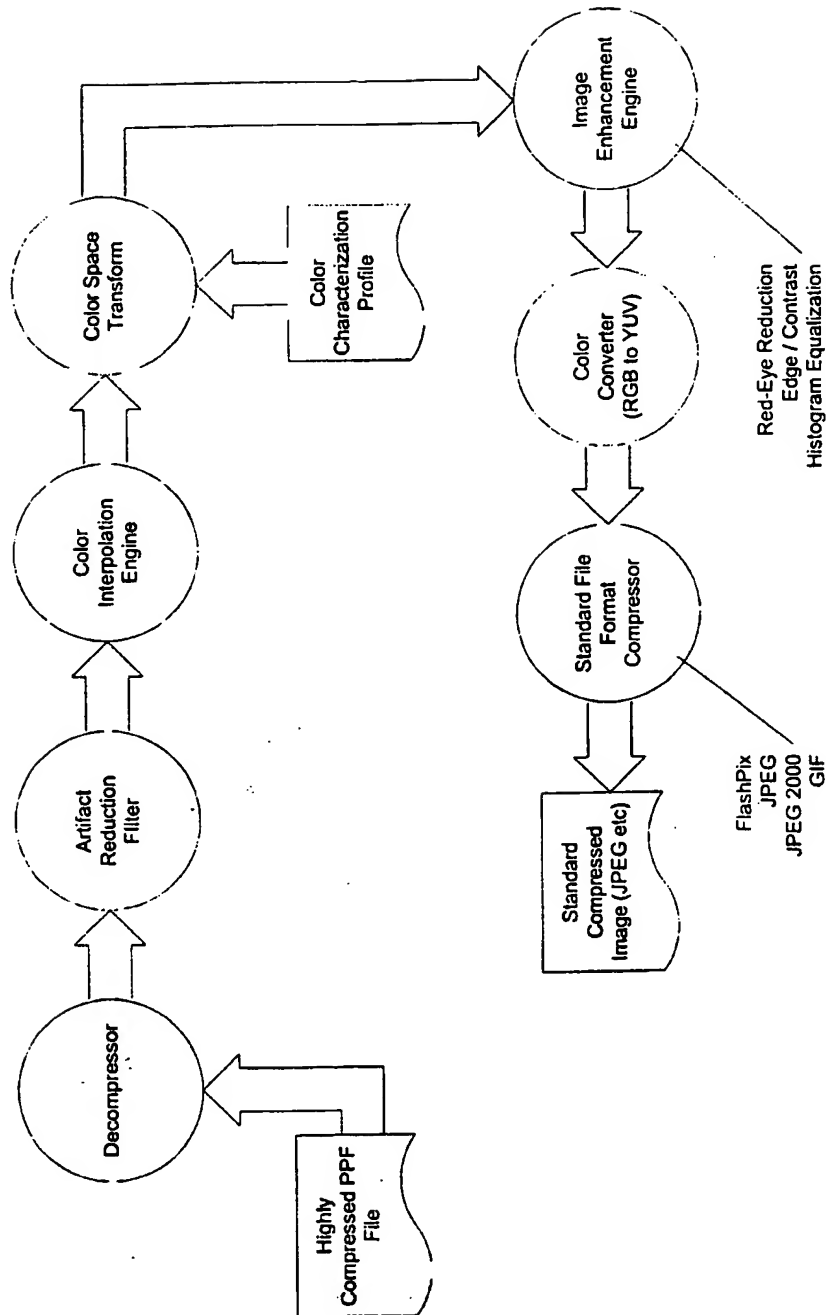 Highly
Compressed PPF
File
Decompressor
Artifact
Reduction
Filter
Color
Interpolation
Engine
Color Space
Transform
Color
Characterization
Profile
Image
Enhancement
Engine
Red-Eye Reduction
Edge / Contrast
Histogram Equalization
Color
Converter
(RGB to YUV)
Standard File
Format
Compressor
FlashPix
JPEG
JPEG 2000
GIF
Standard
Compressed
Image (JPEG etc)